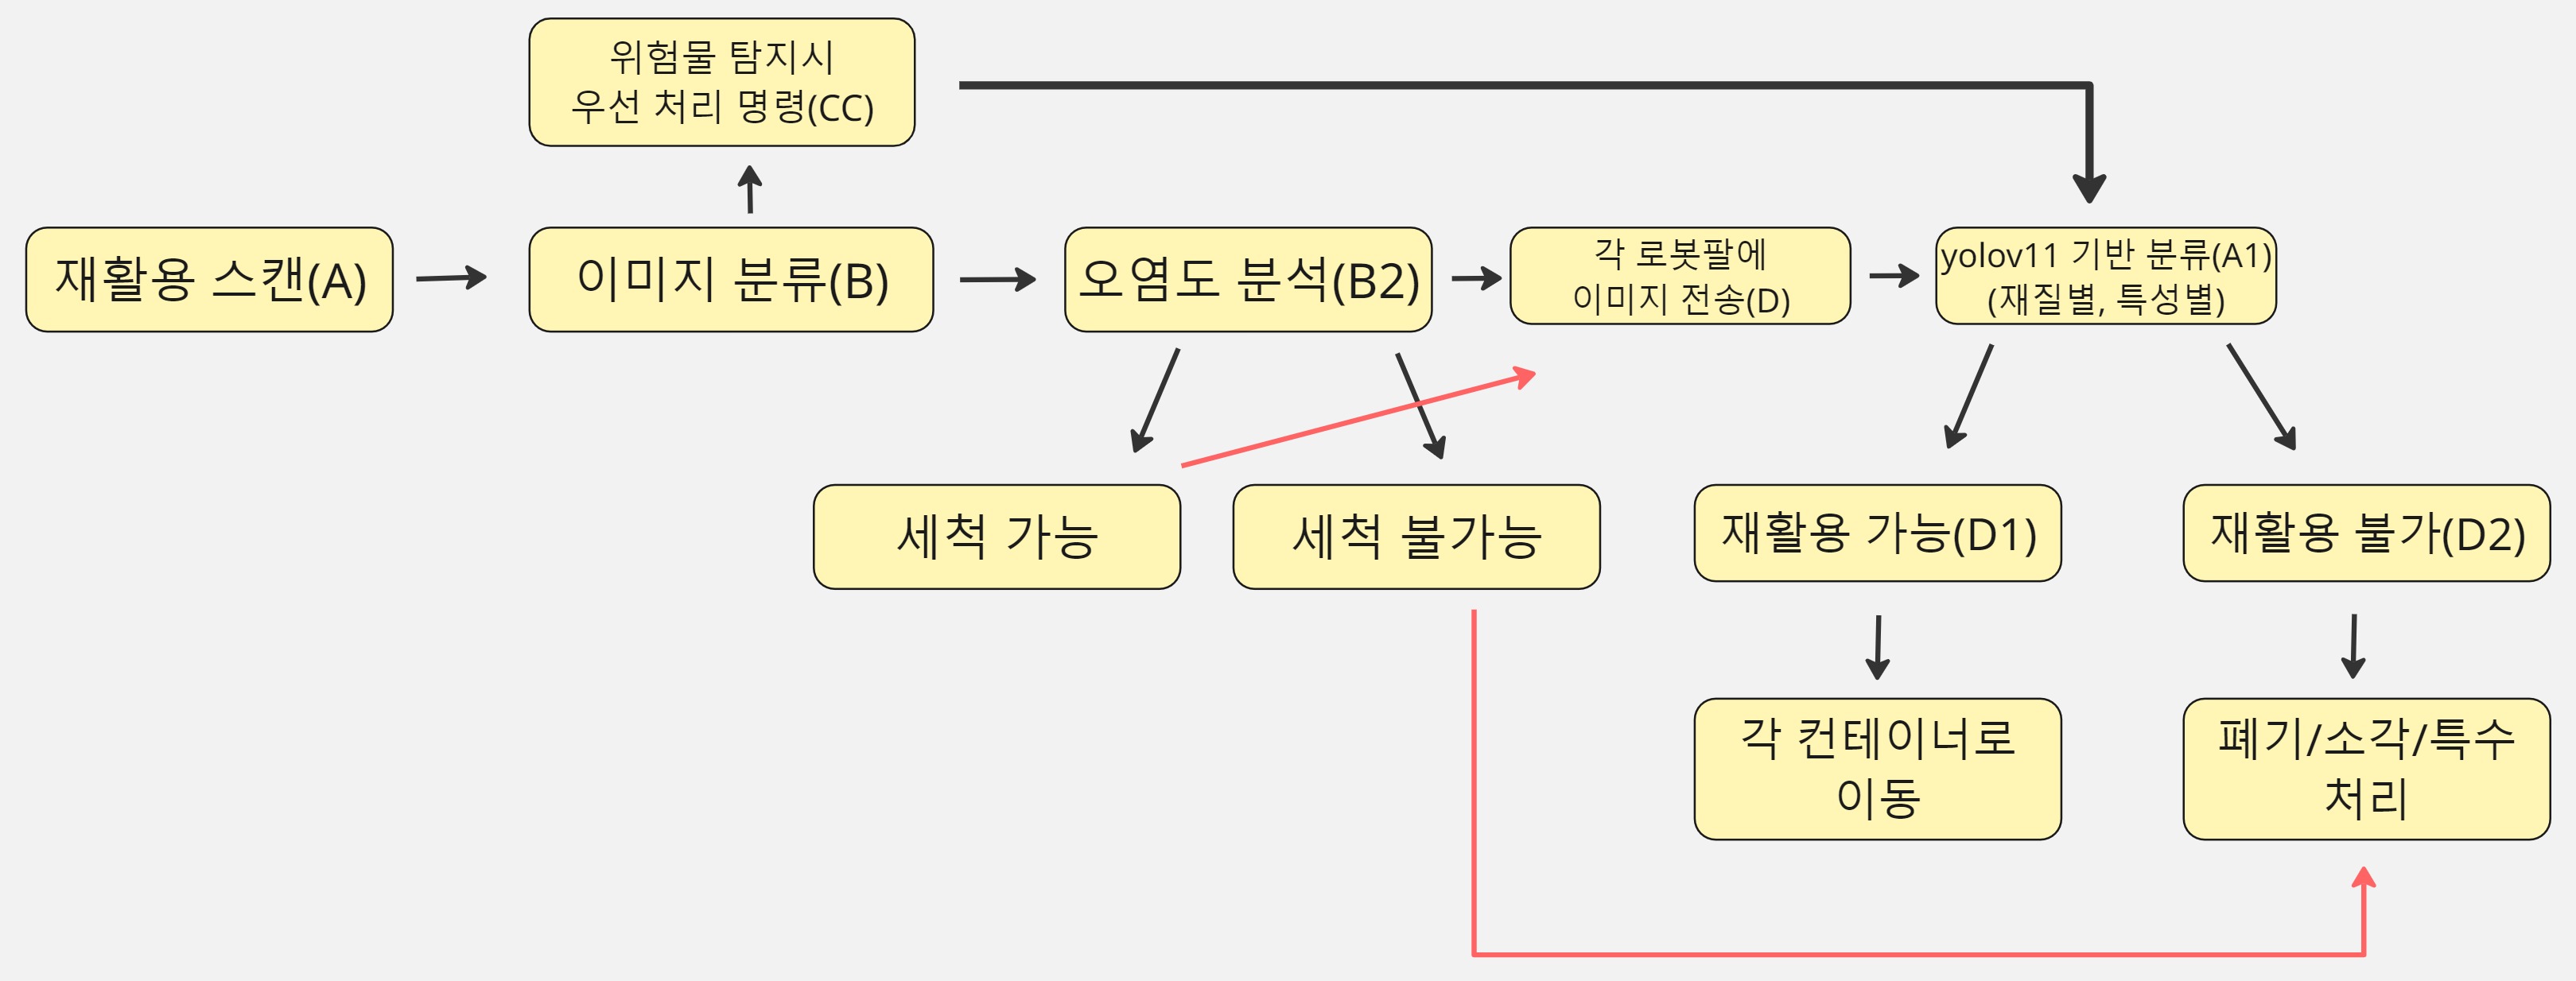 위험물 탐지시
우선 처리 명령(CC)
재활용 스캔(A)
이미지 분류(B)
오염도 분석(B2)
각 로봇팔에
이미지 전송(D)
yolov11 기반 분류(A1)
(재질별, 특성별)
세척 가능
세척 불가능
재활용 가능(D1)
재활용 불가(D2)
각 컨테이너로
이동
폐기/소각/특수
처리